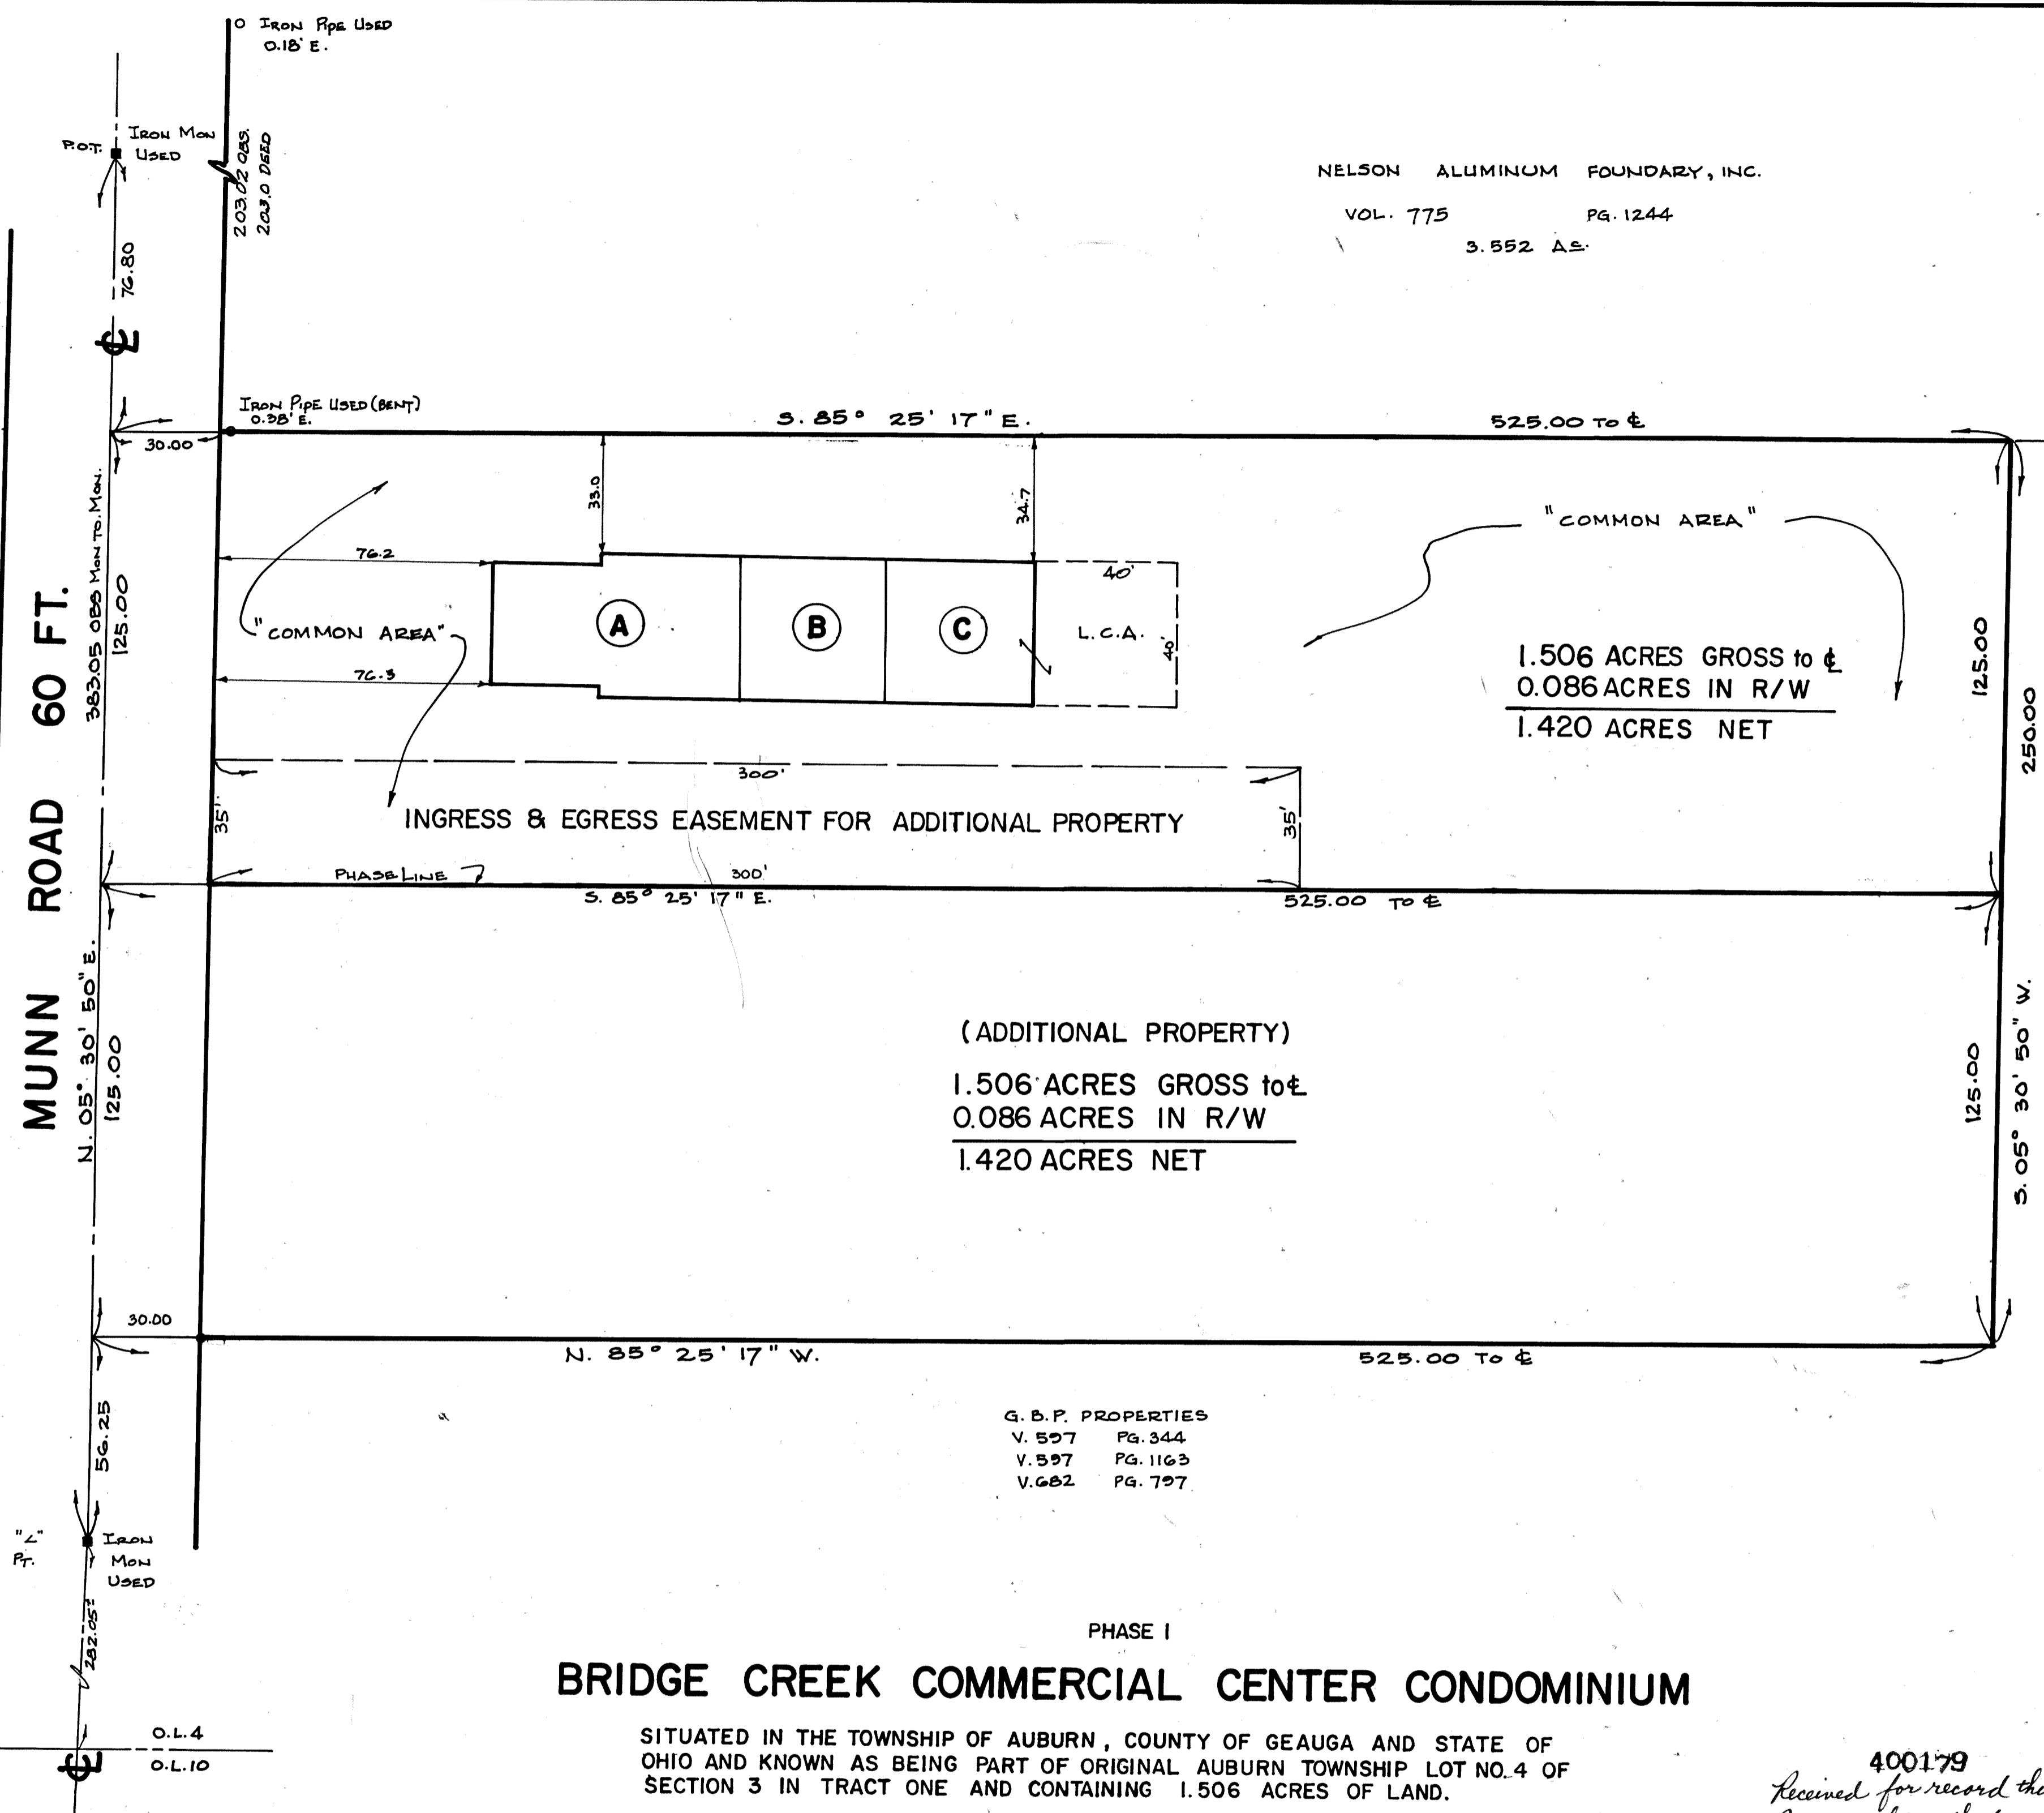 O IRON PIPE USED
0.18' E.
P.O.T.
IRON MON
USED
203.02 OBS.
203.0 DEED
NELSON ALUMINUM FOUNDARY, INC.
VOL. 775 PG. 1244
3.552 AC.
76.80
℄
IRON PIPE USED (BENT)
0.38' E.
30.00
S. 85° 25' 17" E.
525.00 TO ℄
33.0
34.7
76.2
76.3
"COMMON AREA"
A
B
C
40'
L.C.A.
40'
"COMMON AREA"
1.506 ACRES GROSS to ℄
0.086 ACRES IN R/W
1.420 ACRES NET
125.00
250.00
383.05 OBS MON TO. MON.
125.00
MUNN ROAD 60 FT.
300'
35'
INGRESS & EGRESS EASEMENT FOR ADDITIONAL PROPERTY
35'
PHASE LINE
300'
S. 85° 25' 17" E.
525.00 TO ℄
N. 05° 30' 50" E.
125.00
(ADDITIONAL PROPERTY)
1.506 ACRES GROSS to ℄
0.086 ACRES IN R/W
1.420 ACRES NET
125.00
S. 05° 30' 50" W.
30.00
N. 85° 25' 17" W.
525.00 TO ℄
56.25
G. B. P. PROPERTIES
V. 597 PG. 344
V. 597 PG. 1163
V. 682 PG. 797
"∠"
PT.
IRON
MON
USED
282.05±
O.L. 4
O.L. 10
℄
PHASE I
BRIDGE CREEK COMMERCIAL CENTER CONDOMINIUM
SITUATED IN THE TOWNSHIP OF AUBURN, COUNTY OF GEAUGA AND STATE OF
OHIO AND KNOWN AS BEING PART OF ORIGINAL AUBURN TOWNSHIP LOT NO. 4 OF
SECTION 3 IN TRACT ONE AND CONTAINING 1.506 ACRES OF LAND.
400179
Received for record the